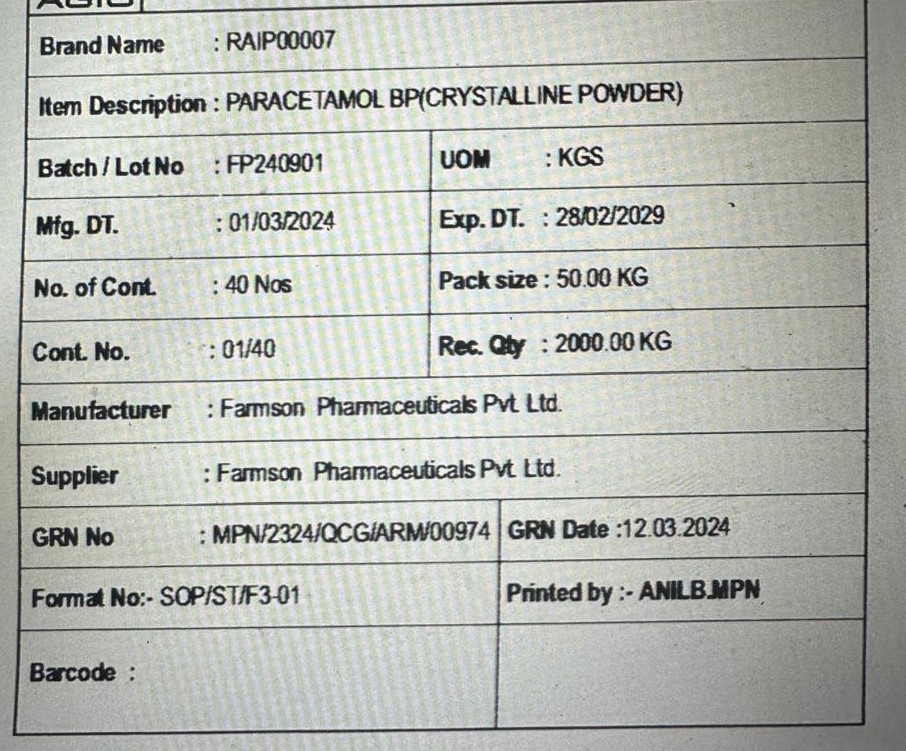 AGIO
Brand Name : RAIP00007
Item Description : PARACETAMOL BP(CRYSTALLINE POWDER)
Batch / Lot No : FP240901 UOM : KGS
Mfg. DT. : 01/03/2024 Exp. DT. : 28/02/2029
No. of Cont. : 40 Nos Pack size : 50.00 KG
Cont. No. : 01/40 Rec. Qty : 2000.00 KG
Manufacturer : Farmson Pharmaceuticals Pvt. Ltd.
Supplier : Farmson Pharmaceuticals Pvt. Ltd.
GRN No : MPN/2324/QCG/ARM/00974 GRN Date :12.03.2024
Format No:- SOP/ST/F3-01 Printed by :- ANILB.MPN
Barcode :